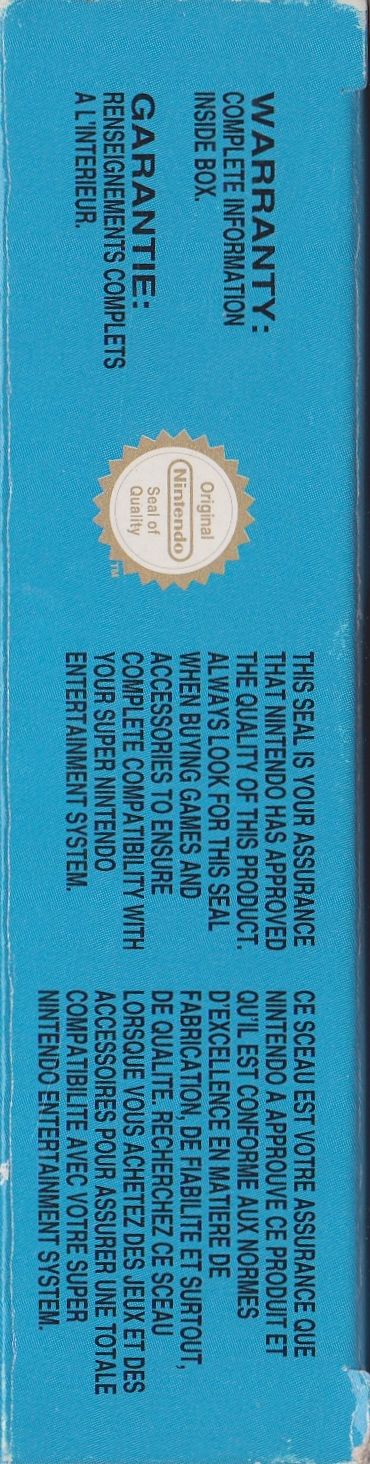 WARRANTY:
COMPLETE INFORMATION
INSIDE BOX.
GARANTIE:
RENSEIGNEMENTS COMPLETS
A L'INTERIEUR.
Original
Nintendo
Seal of
Quality
TM
THIS SEAL IS YOUR ASSURANCE
THAT NINTENDO HAS APPROVED
THE QUALITY OF THIS PRODUCT.
ALWAYS LOOK FOR THIS SEAL
WHEN BUYING GAMES AND
ACCESSORIES TO ENSURE
COMPLETE COMPATIBILITY WITH
YOUR SUPER NINTENDO
ENTERTAINMENT SYSTEM.
CE SCEAU EST VOTRE ASSURANCE QUE
NINTENDO A APPROUVE CE PRODUIT ET
QU'IL EST CONFORME AUX NORMES
D'EXCELLENCE EN MATIERE DE
FABRICATION, DE FIABILITE ET SURTOUT,
DE QUALITE. RECHERCHEZ CE SCEAU
LORSQUE VOUS ACHETEZ DES JEUX ET DES
ACCESSOIRES POUR ASSURER UNE TOTALE
COMPATIBILITE AVEC VOTRE SUPER
NINTENDO ENTERTAINMENT SYSTEM.